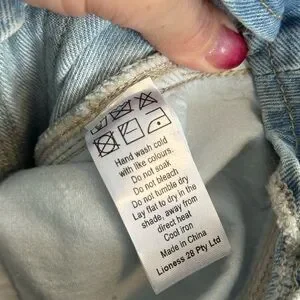 Hand wash cold
with like colours.
Do not soak
Do not bleach
Do not tumble dry
Lay flat to dry in the
shade, away from
direct heat
Cool iron
Made in China
Lioness 28 Pty Ltd